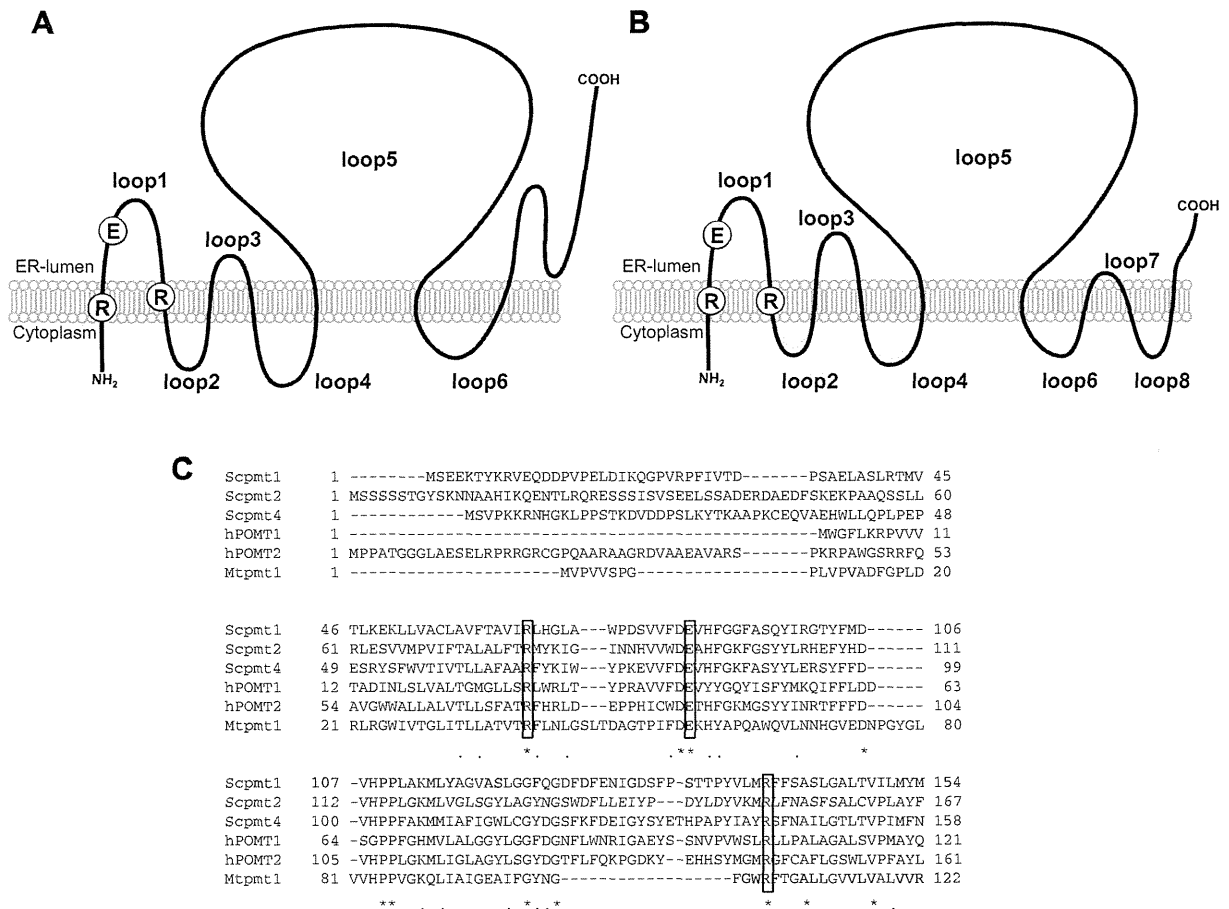 A
B
COOH
loop5
loop1
E
loop3
ER-lumen
R
R
Cytoplasm
NH2
loop2
loop4
loop6
COOH
loop5
loop1
E
loop3
loop7
ER-lumen
R
R
Cytoplasm
NH2
loop2
loop4
loop6
loop8
C
Scpmt1 1 --------MSEEKTYKRVEQDDPVPELDIKQGPVRPFIVTD-------PSAELASLRTMV 45
Scpmt2 1 MSSSSSTGYSKNNAAHIKQENTLRQRESSSISVSEELSSADERDAEDFSKEKPAAQSSLL 60
Scpmt4 1 ------------MSVPKKRNHGKLPPSTKDVDDPSLKYTKAAPKCEQVAEHWLLQPLPEP 48
hPOMT1 1 -------------------------------------------------MWGFLKRPVVV 11
hPOMT2 1 MPPATGGGLAESELRPRRGRCGPQAARAAGRDVAAEAVARS-------PKRPAWGSRRFQ 53
Mtpmt1 1 ----------------------MVPVVSPG------------------PLVPVADFGPLD 20
Scpmt1 46 TLKEKLLVACLAVFTAVIRLHGLA---WPDSVVFDEVHFGGFASQYIRGTYFMD------ 106
Scpmt2 61 RLESVVMPVIFTALALFTRMYKIG---INNHVVWDEAHFGKFGSYYLRHEFYHD------ 111
Scpmt4 49 ESRYSFWVTIVTLLAFAARFYKIW---YPKEVVFDEVHFGKFASYYLERSYFFD------ 99
hPOMT1 12 TADINLSLVALTGMGLLSRLWRLT---YPRAVVFDEVYYGQYISFYMKQIFFLDD----- 63
hPOMT2 54 AVGWWALLALVTLLSFATRFHRLD---EPPHICWDETHFGKMGSYYINRTFFFD------ 104
Mtpmt1 21 RLRGWIVTGLITLLATVTRFLNLGSLTDAGTPIFDEKHYAPQAWQVLNNHGVEDNPGYGL 80
. . *. . .** .. . *
Scpmt1 107 -VHPPLAKMLYAGVASLGGFQGDFDFENIGDSFP-STTPYVLMRFFSASLGALTVILMYM 154
Scpmt2 112 -VHPPLGKMLVGLSGYLAGYNGSWDFLLEIYP---DYLDYVKMRLFNASFSALCVPLAYF 167
Scpmt4 100 -VHPPFAKMMIAFIGWLCGYDGSFKFDEIGYSYETHPAPYIAYRSFNAILGTLTVPIMFN 158
hPOMT1 64 -SGPPFGHMVLALGGYLGGFDGNFLWNRIGAEYS-SNVPVWSLRLLPALAGALSVPMAYQ 121
hPOMT2 105 -VHPPLGKMLIGLAGYLSGYDGTFLFQKPGDKY--EHHSYMGMRGFCAFLGSWLVPFAYL 161
Mtpmt1 81 VVHPPVGKQLIAIGEAIFGYNG-----------------FGWRFTGALLGVVLVALVVR 122
** . . . *..* * * * .